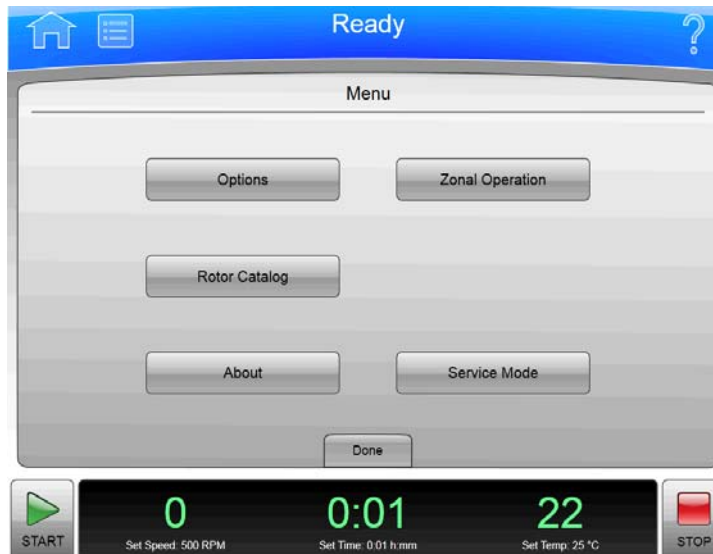 Ready
Menu
Options
Zonal Operation
Rotor Catalog
About
Service Mode
Done
START
0
0:01
22
Set Speed: 500 RPM
Set Time: 0:01 h:mm
Set Temp: 25 °C
STOP